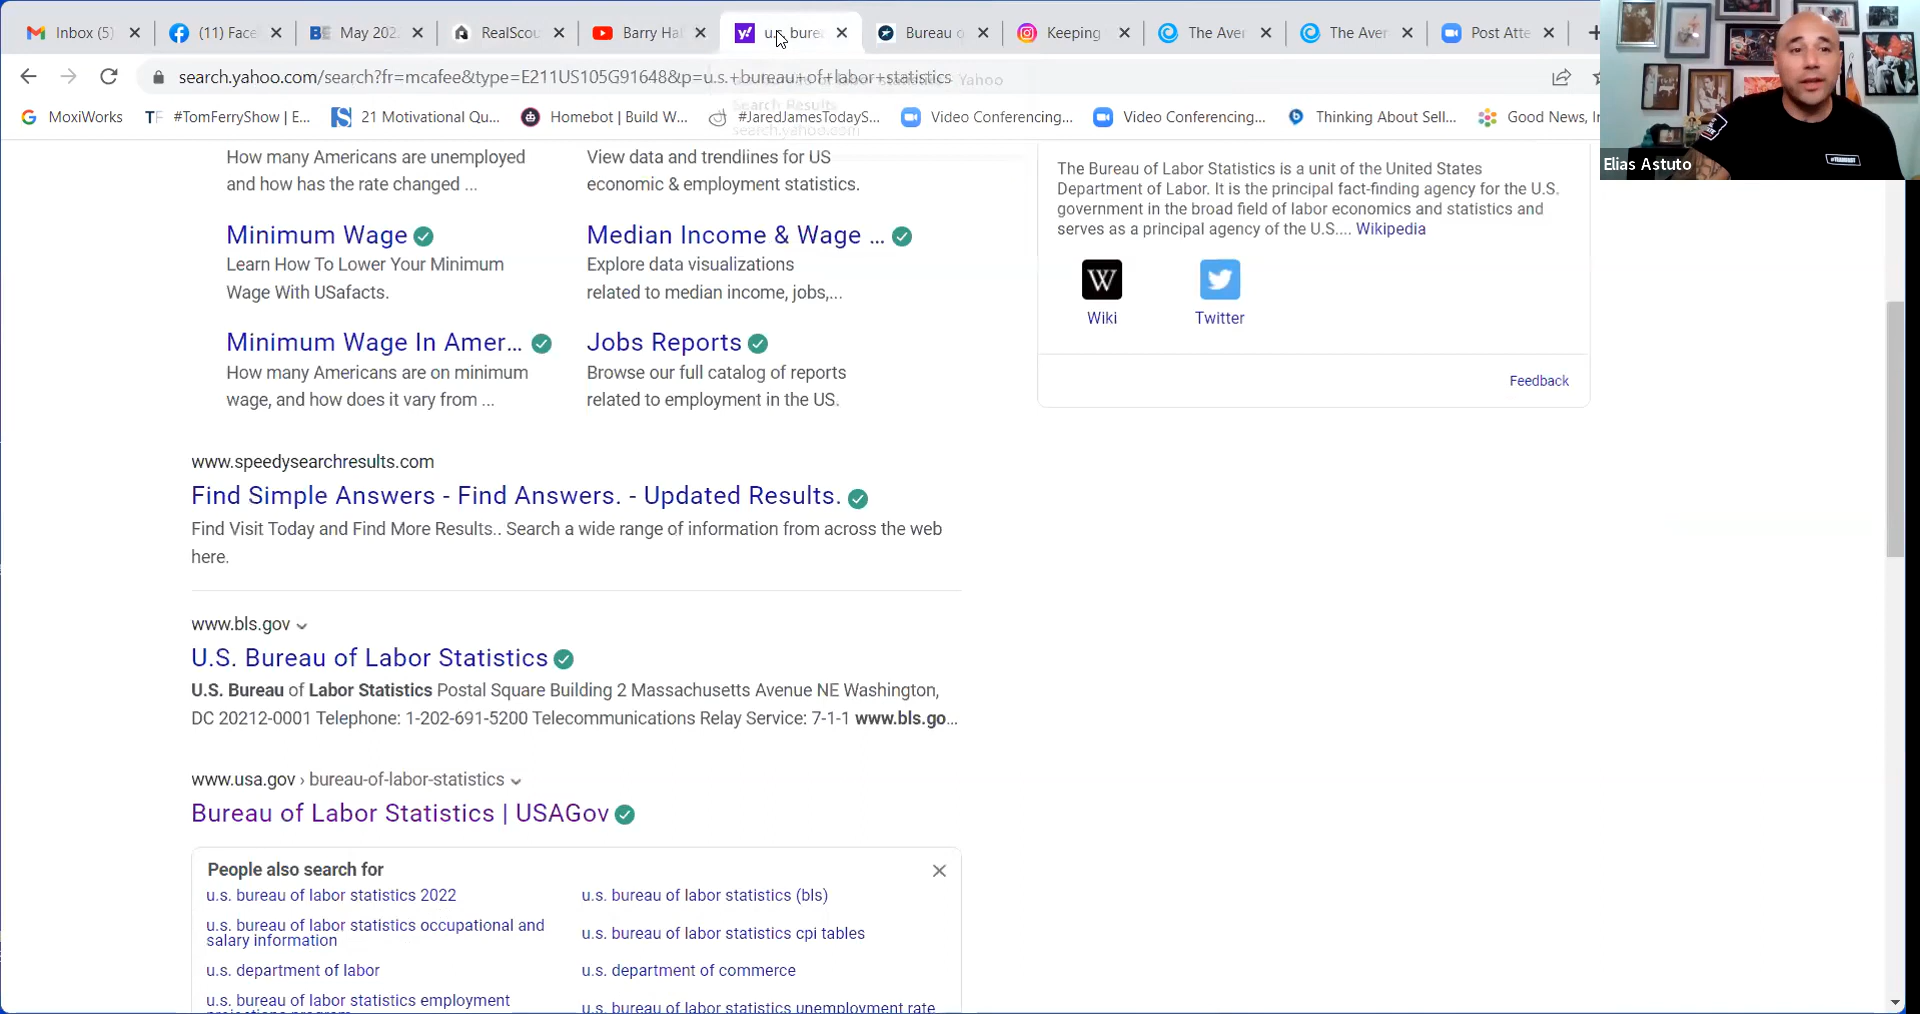 Inbox (5)
(11) Face
May 202
RealScou
Barry Ha
u.s. bure
Bureau o
Keeping
The Aver
The Aver
Post Atte
search.yahoo.com/search?fr=mcafee&type=E211US105G91648&p=u.s.+bureau+of+labor+statistics
Yahoo
Search Results
search.yahoo.com
MoxiWorks
#TomFerryShow | E...
21 Motivational Qu...
Homebot | Build W...
#JaredJamesTodayS...
Video Conferencing...
Video Conferencing...
Thinking About Sell...
Good News, In
Elias Astuto
How many Americans are unemployed
and how has the rate changed ...
View data and trendlines for US
economic & employment statistics.
Minimum Wage
Learn How To Lower Your Minimum
Wage With USafacts.
Median Income & Wage ...
Explore data visualizations
related to median income, jobs,...
Minimum Wage In Amer...
How many Americans are on minimum
wage, and how does it vary from ...
Jobs Reports
Browse our full catalog of reports
related to employment in the US.
The Bureau of Labor Statistics is a unit of the United States
Department of Labor. It is the principal fact-finding agency for the U.S.
government in the broad field of labor economics and statistics and
serves as a principal agency of the U.S.... Wikipedia
Wiki
Twitter
Feedback
www.speedysearchresults.com
Find Simple Answers - Find Answers. - Updated Results.
Find Visit Today and Find More Results.. Search a wide range of information from across the web
here.
www.bls.gov
U.S. Bureau of Labor Statistics
U.S. Bureau of Labor Statistics Postal Square Building 2 Massachusetts Avenue NE Washington,
DC 20212-0001 Telephone: 1-202-691-5200 Telecommunications Relay Service: 7-1-1 www.bls.go...
www.usa.gov › bureau-of-labor-statistics
Bureau of Labor Statistics | USAGov
People also search for
u.s. bureau of labor statistics 2022
u.s. bureau of labor statistics occupational and
salary information
u.s. department of labor
u.s. bureau of labor statistics employment
u.s. bureau of labor statistics (bls)
u.s. bureau of labor statistics cpi tables
u.s. department of commerce
u.s. bureau of labor statistics unemployment rate